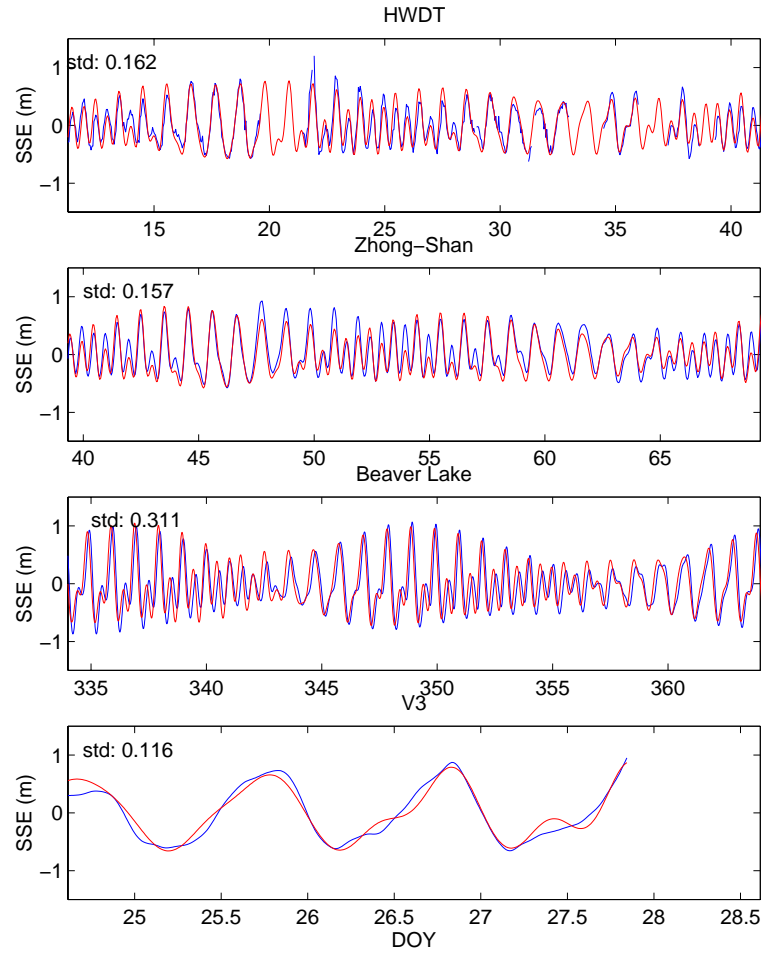 HWDT
std: 0.162
SSE (m)
1
0
−1
15 20 25 30 35 40
Zhong−Shan
std: 0.157
SSE (m)
1
0
−1
40 45 50 55 60 65
Beaver Lake
std: 0.311
SSE (m)
1
0
−1
335 340 345 350 355 360
V3
std: 0.116
SSE (m)
1
0
−1
25 25.5 26 26.5 27 27.5 28 28.5
DOY